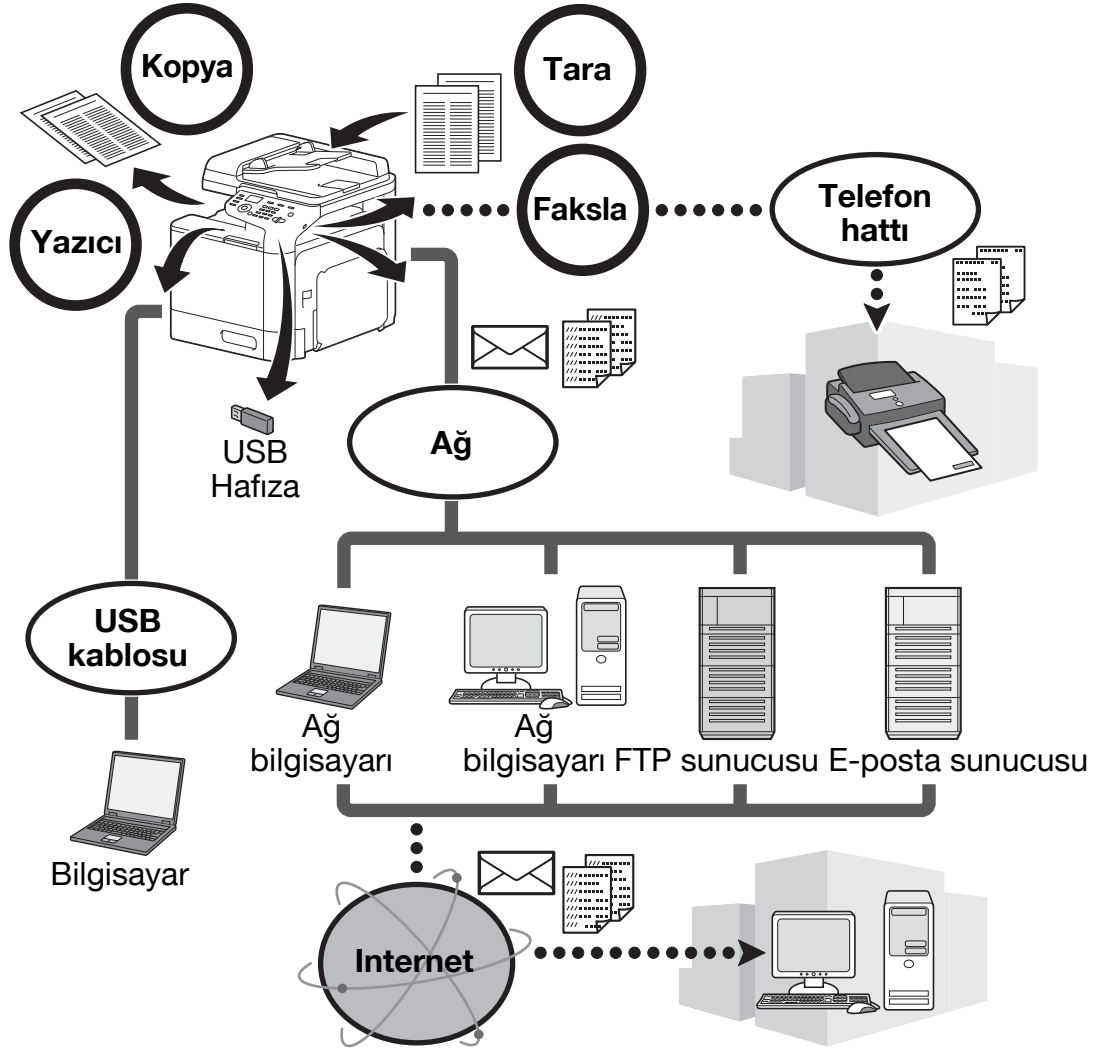 Kopya
Tara
Yazıcı
Faksla
Telefon
hattı
USB
Hafıza
Ağ
USB
kablosu
Ağ
bilgisayarı
Ağ
bilgisayarı
FTP sunucusu
E-posta sunucusu
Bilgisayar
Internet